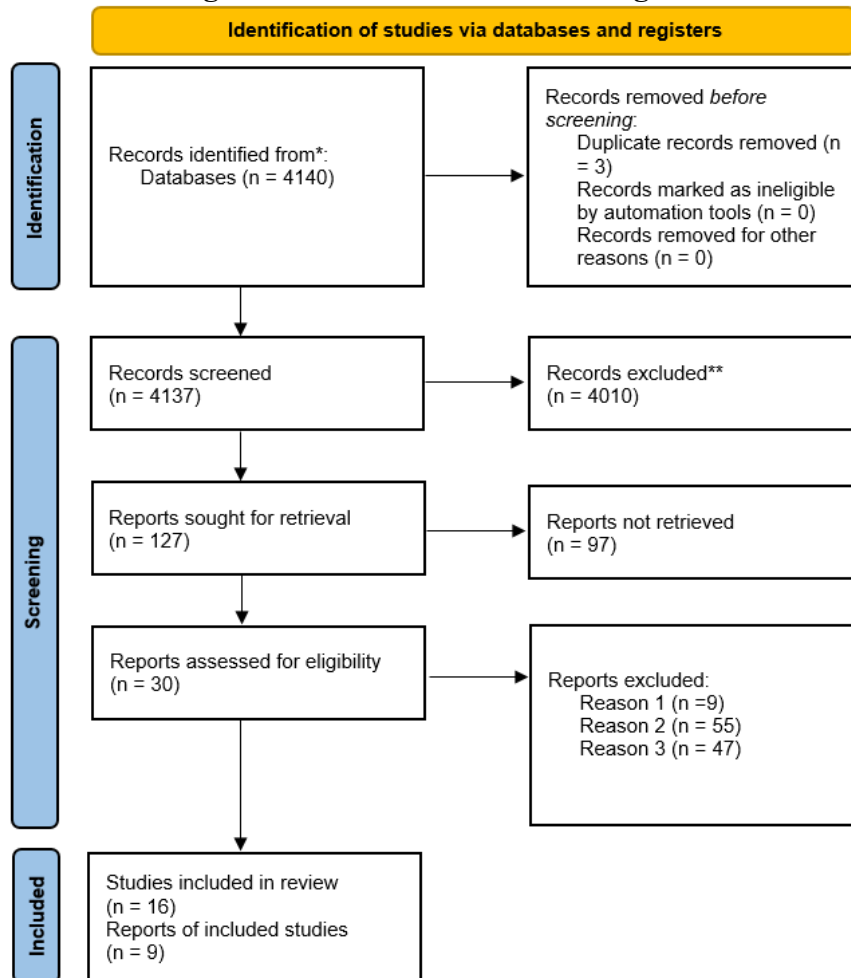 Identification of studies via databases and registers
Identification
Records identified from*:
Databases (n = 4140)
Records removed before
screening:
Duplicate records removed (n
= 3)
Records marked as ineligible
by automation tools (n = 0)
Records removed for other
reasons (n = 0)
Screening
Records screened
(n = 4137)
Records excluded**
(n = 4010)
Reports sought for retrieval
(n = 127)
Reports not retrieved
(n = 97)
Reports assessed for eligibility
(n = 30)
Reports excluded:
Reason 1 (n =9)
Reason 2 (n = 55)
Reason 3 (n = 47)
Included
Studies included in review
(n = 16)
Reports of included studies
(n = 9)